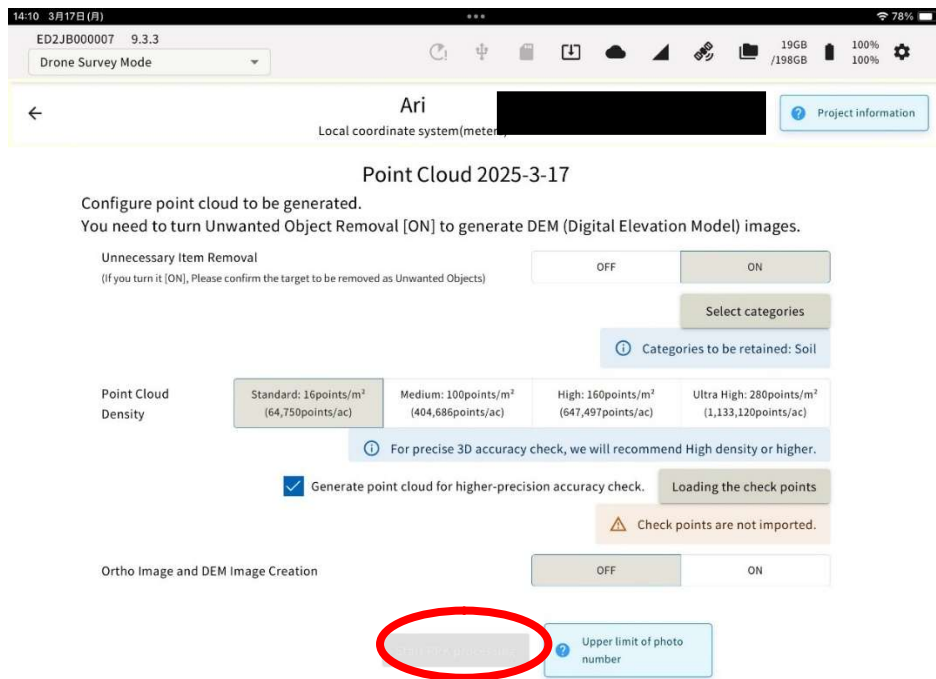 14:10 3月17日(月)
78%
ED2JB000007 9.3.3
Drone Survey Mode
19GB
/198GB
100%
100%
Ari
Local coordinate system(meter
Project information
Point Cloud 2025-3-17
Configure point cloud to be generated.
You need to turn Unwanted Object Removal [ON] to generate DEM (Digital Elevation Model) images.
Unnecessary Item Removal
(If you turn it [ON], Please confirm the target to be removed as Unwanted Objects)
OFF
ON
Select categories
Categories to be retained: Soil
Point Cloud
Density
Standard: 16points/m²
(64,750points/ac)
Medium: 100points/m²
(404,686points/ac)
High: 160points/m²
(647,497points/ac)
Ultra High: 280points/m²
(1,133,120points/ac)
For precise 3D accuracy check, we will recommend High density or higher.
Generate point cloud for higher-precision accuracy check.
Loading the check points
Check points are not imported.
Ortho Image and DEM Image Creation
OFF
ON
Upper limit of photo
number